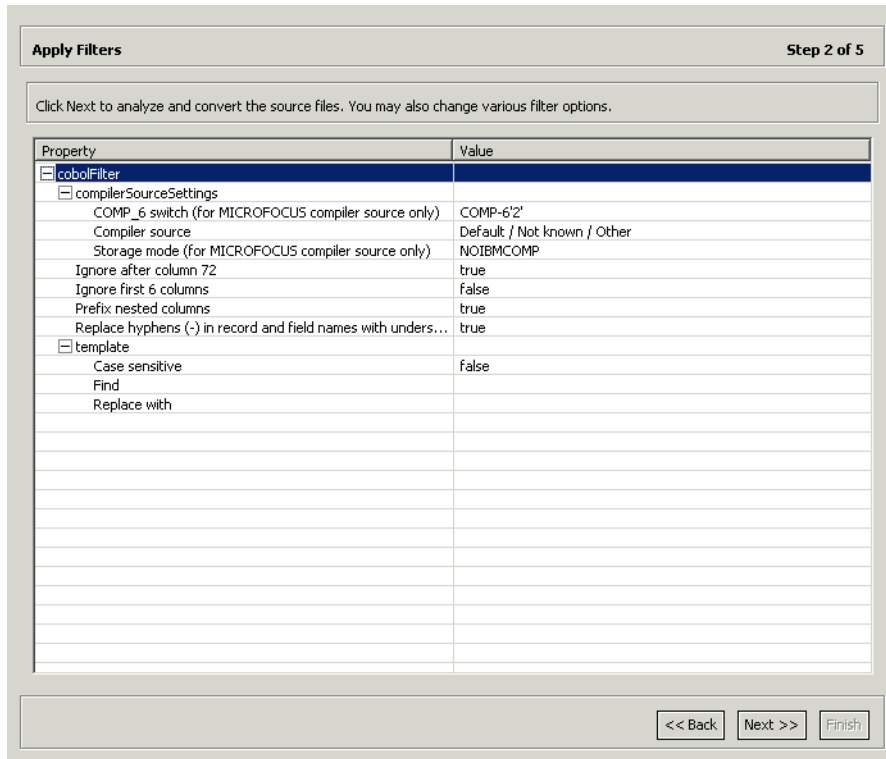 Apply Filters Step 2 of 5
Click Next to analyze and convert the source files. You may also change various filter options.
Property Value
cobolFilter
compilerSourceSettings
COMP_6 switch (for MICROFOCUS compiler source only) COMP-6'2'
Compiler source Default / Not known / Other
Storage mode (for MICROFOCUS compiler source only) NOIBMCOMP
Ignore after column 72 true
Ignore first 6 columns false
Prefix nested columns true
Replace hyphens (-) in record and field names with unders... true
template
Case sensitive false
Find
Replace with
<< Back Next >> Finish